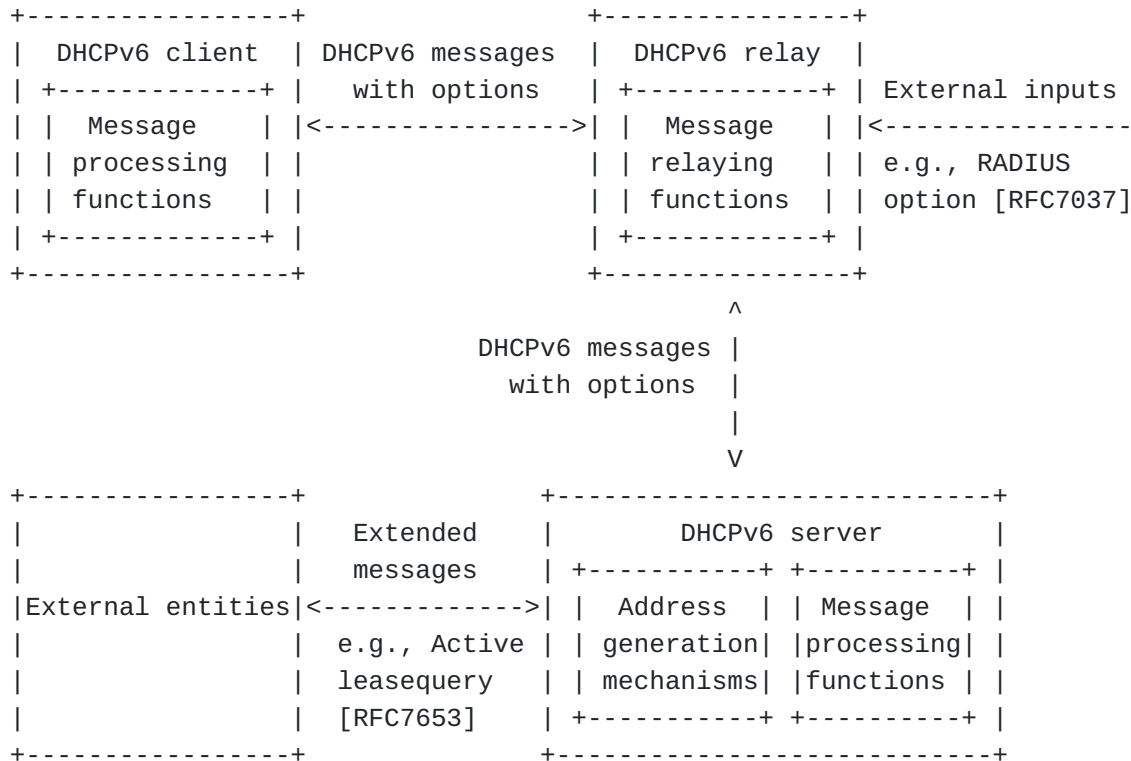 +-----------------+                  +----------------+
|  DHCPv6 client  | DHCPv6 messages  |  DHCPv6 relay  |
| +-------------+ |   with options   | +------------+ | External inputs
| |  Message    | |<---------------->| |  Message   | |<----------------
| | processing  | |                  | | relaying   | | e.g., RADIUS
| | functions   | |                  | | functions  | | option [RFC7037]
| +-------------+ |                  | +------------+ |
+-----------------+                  +----------------+
                                              ^
                              DHCPv6 messages |
                                with options  |
                                              |
                                              V
+-----------------+               +----------------------------+
|                 |   Extended    |        DHCPv6 server       |
|                 |   messages    | +-----------+ +----------+ |
|External entities|<------------->| |  Address  | | Message  | |
|                 |  e.g., Active | | generation| |processing| |
|                 |  leasequery   | | mechanisms| |functions | |
|                 |  [RFC7653]    | +-----------+ +----------+ |
+-----------------+               +----------------------------+